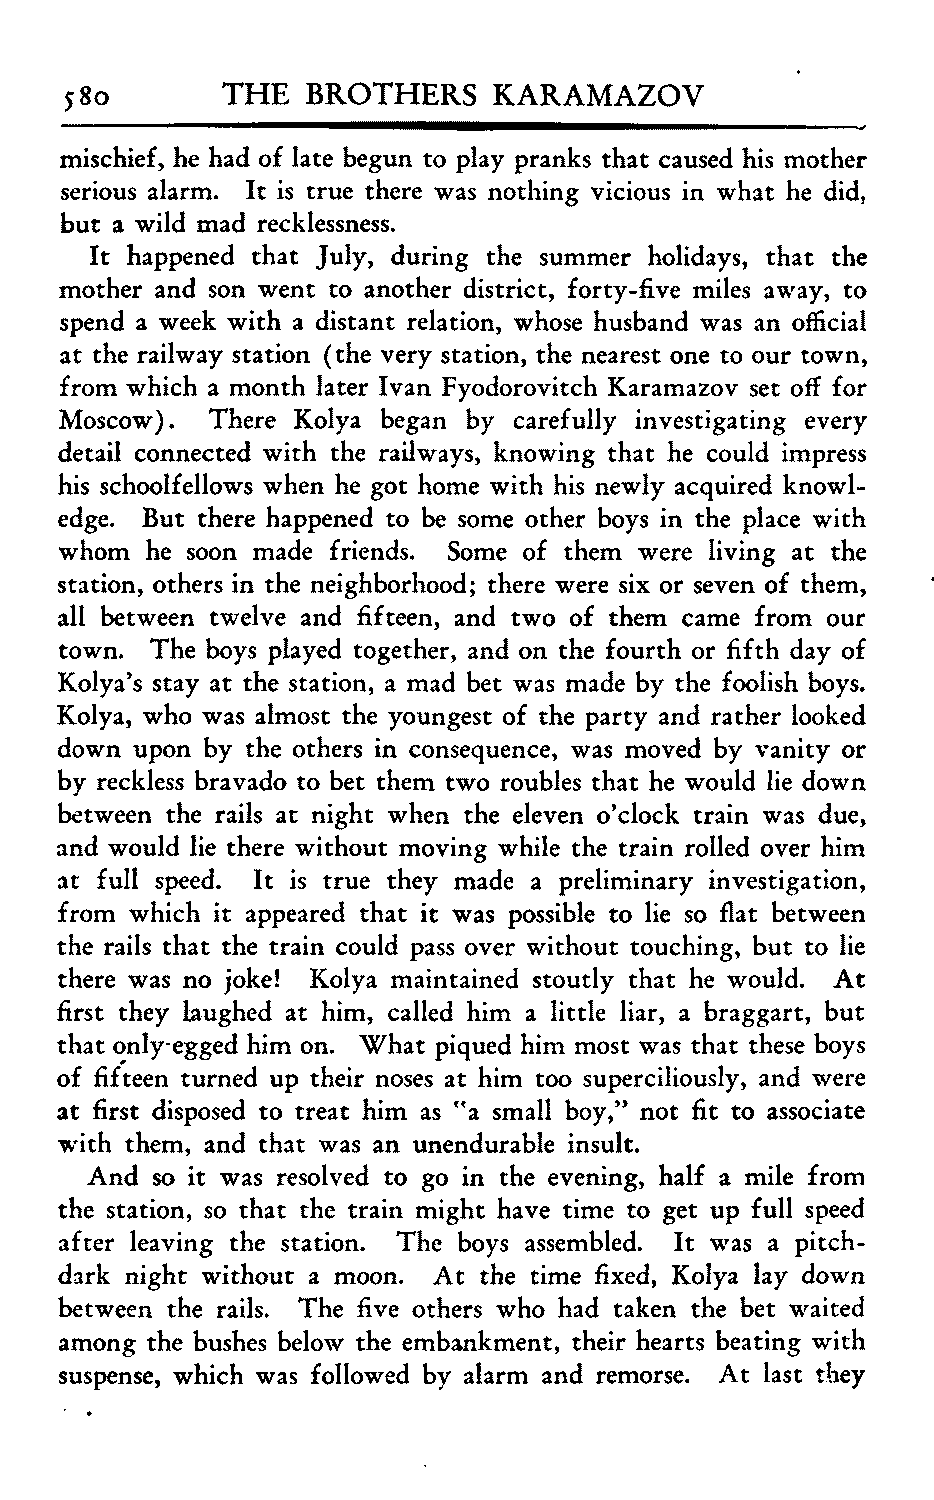 580 THE BROTHERS KARAMAZOV
mischief, he had of late begun to play pranks that caused his mother
serious alarm. It is true there was nothing vicious in what he did,
but a wild mad recklessness.
It happened that July, during the summer holidays, that the
mother and son went to another district, forty-five miles away, to
spend a week with a distant relation, whose husband was an official
at the railway station (the very station, the nearest one to our town,
from which a month later Ivan Fyodorovitch Karamazov set off for
Moscow). There Kolya began by carefully investigating every
detail connected with the railways, knowing that he could impress
his schoolfellows when he got home with his newly acquired knowl-
edge. But there happened to be some other boys in the place with
whom he soon made friends. Some of them were living at the
station, others in the neighborhood; there were six or seven of them,
all between twelve and fifteen, and two of them came from our
town. The boys played together, and on the fourth or fifth day of
Kolya's stay at the station, a mad bet was made by the foolish boys.
Kolya, who was almost the youngest of the party and rather looked
down upon by the others in consequence, was moved by vanity or
by reckless bravado to bet them two roubles that he would lie down
between the rails at night when the eleven o'clock train was due,
and would lie there without moving while the train rolled over him
at full speed. It is true they made a preliminary investigation,
from which it appeared that it was possible to lie so flat between
the rails that the train could pass over without touching, but to lie
there was no joke! Kolya maintained stoutly that he would. At
first they laughed at him, called him a little liar, a braggart, but
that only egged him on. What piqued him most was that these boys
of fifteen turned up their noses at him too superciliously, and were
at first disposed to treat him as "a small boy," not fit to associate
with them, and that was an unendurable insult.
And so it was resolved to go in the evening, half a mile from
the station, so that the train might have time to get up full speed
after leaving the station. The boys assembled. It was a pitch-
dark night without a moon. At the time fixed, Kolya lay down
between the rails. The five others who had taken the bet waited
among the bushes below the embankment, their hearts beating with
suspense, which was followed by alarm and remorse. At last they